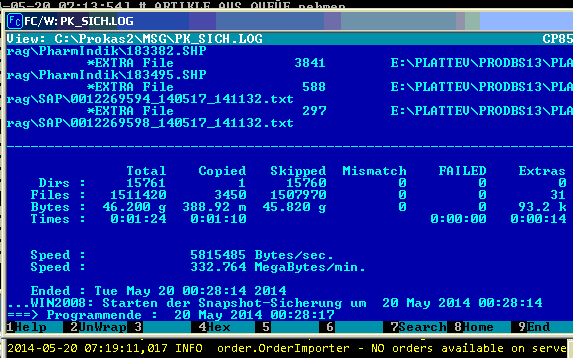 -05-20 07:13:54] # ARTIKLE AUS QUEUE nehmen
FC/W: PK_SICH.LOG
View: C:\Prokas2\MSG\PK_SICH.LOG CP85
rag\PharmIndik\183382.SHP
*EXTRA File 3841 E:\PLATTEV\PRODBS13\PLA
rag\PharmIndik\183495.SHP
*EXTRA File 588 E:\PLATTEV\PRODBS13\PLA
rag\SAP\0012269594_140517_141132.txt
*EXTRA File 297 E:\PLATTEV\PRODBS13\PLA
rag\SAP\0012269598_140517_141132.txt
------------------------------------------------------------------------------
Total Copied Skipped Mismatch FAILED Extras
Dirs : 15761 1 15760 0 0 0
Files : 1511420 3450 1507970 0 0 31
Bytes : 46.200 g 388.92 m 45.820 g 0 0 93.2 k
Times : 0:01:24 0:01:10 0:00:00 0:00:14
Speed : 5815485 Bytes/sec.
Speed : 332.764 MegaBytes/min.
Ended : Tue May 20 00:28:14 2014
...WIN2008: Starten der Snapshot-Sicherung um 20 May 2014 00:28:14
===> Programmende : 20 May 2014 00:28:17
1Help 2UnWrap 3 4Hex 5 6 7Search 8Home 9End
2014-05-20 07:19:11,017 INFO order.OrderImporter - NO orders available on serve